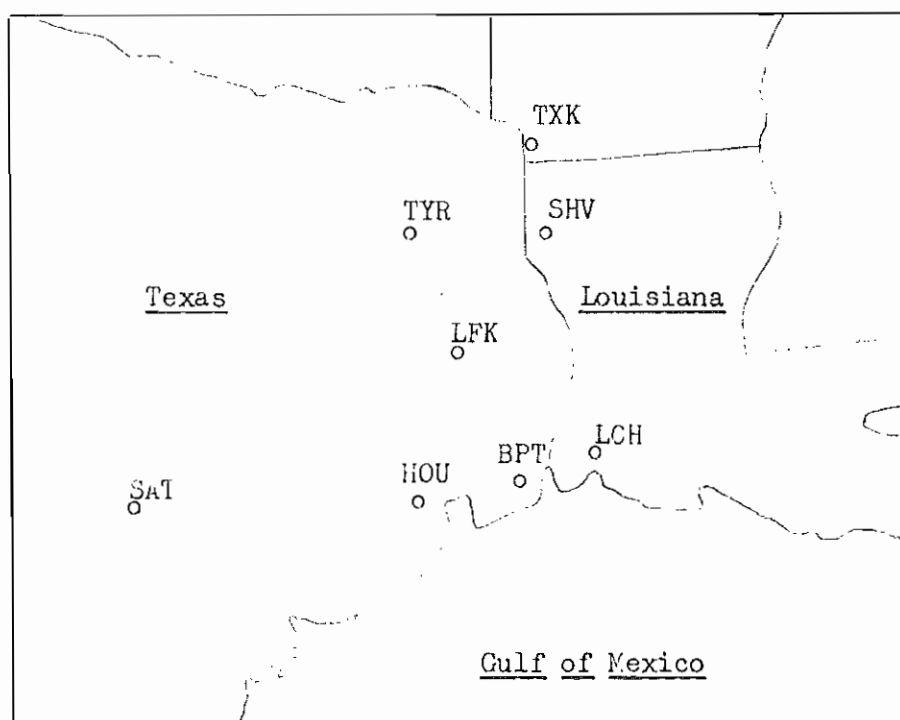 TXK
TYR
SHV
Texas
Louisiana
LFK
BPT
LCH
SAT
HOU
Gulf of Mexico